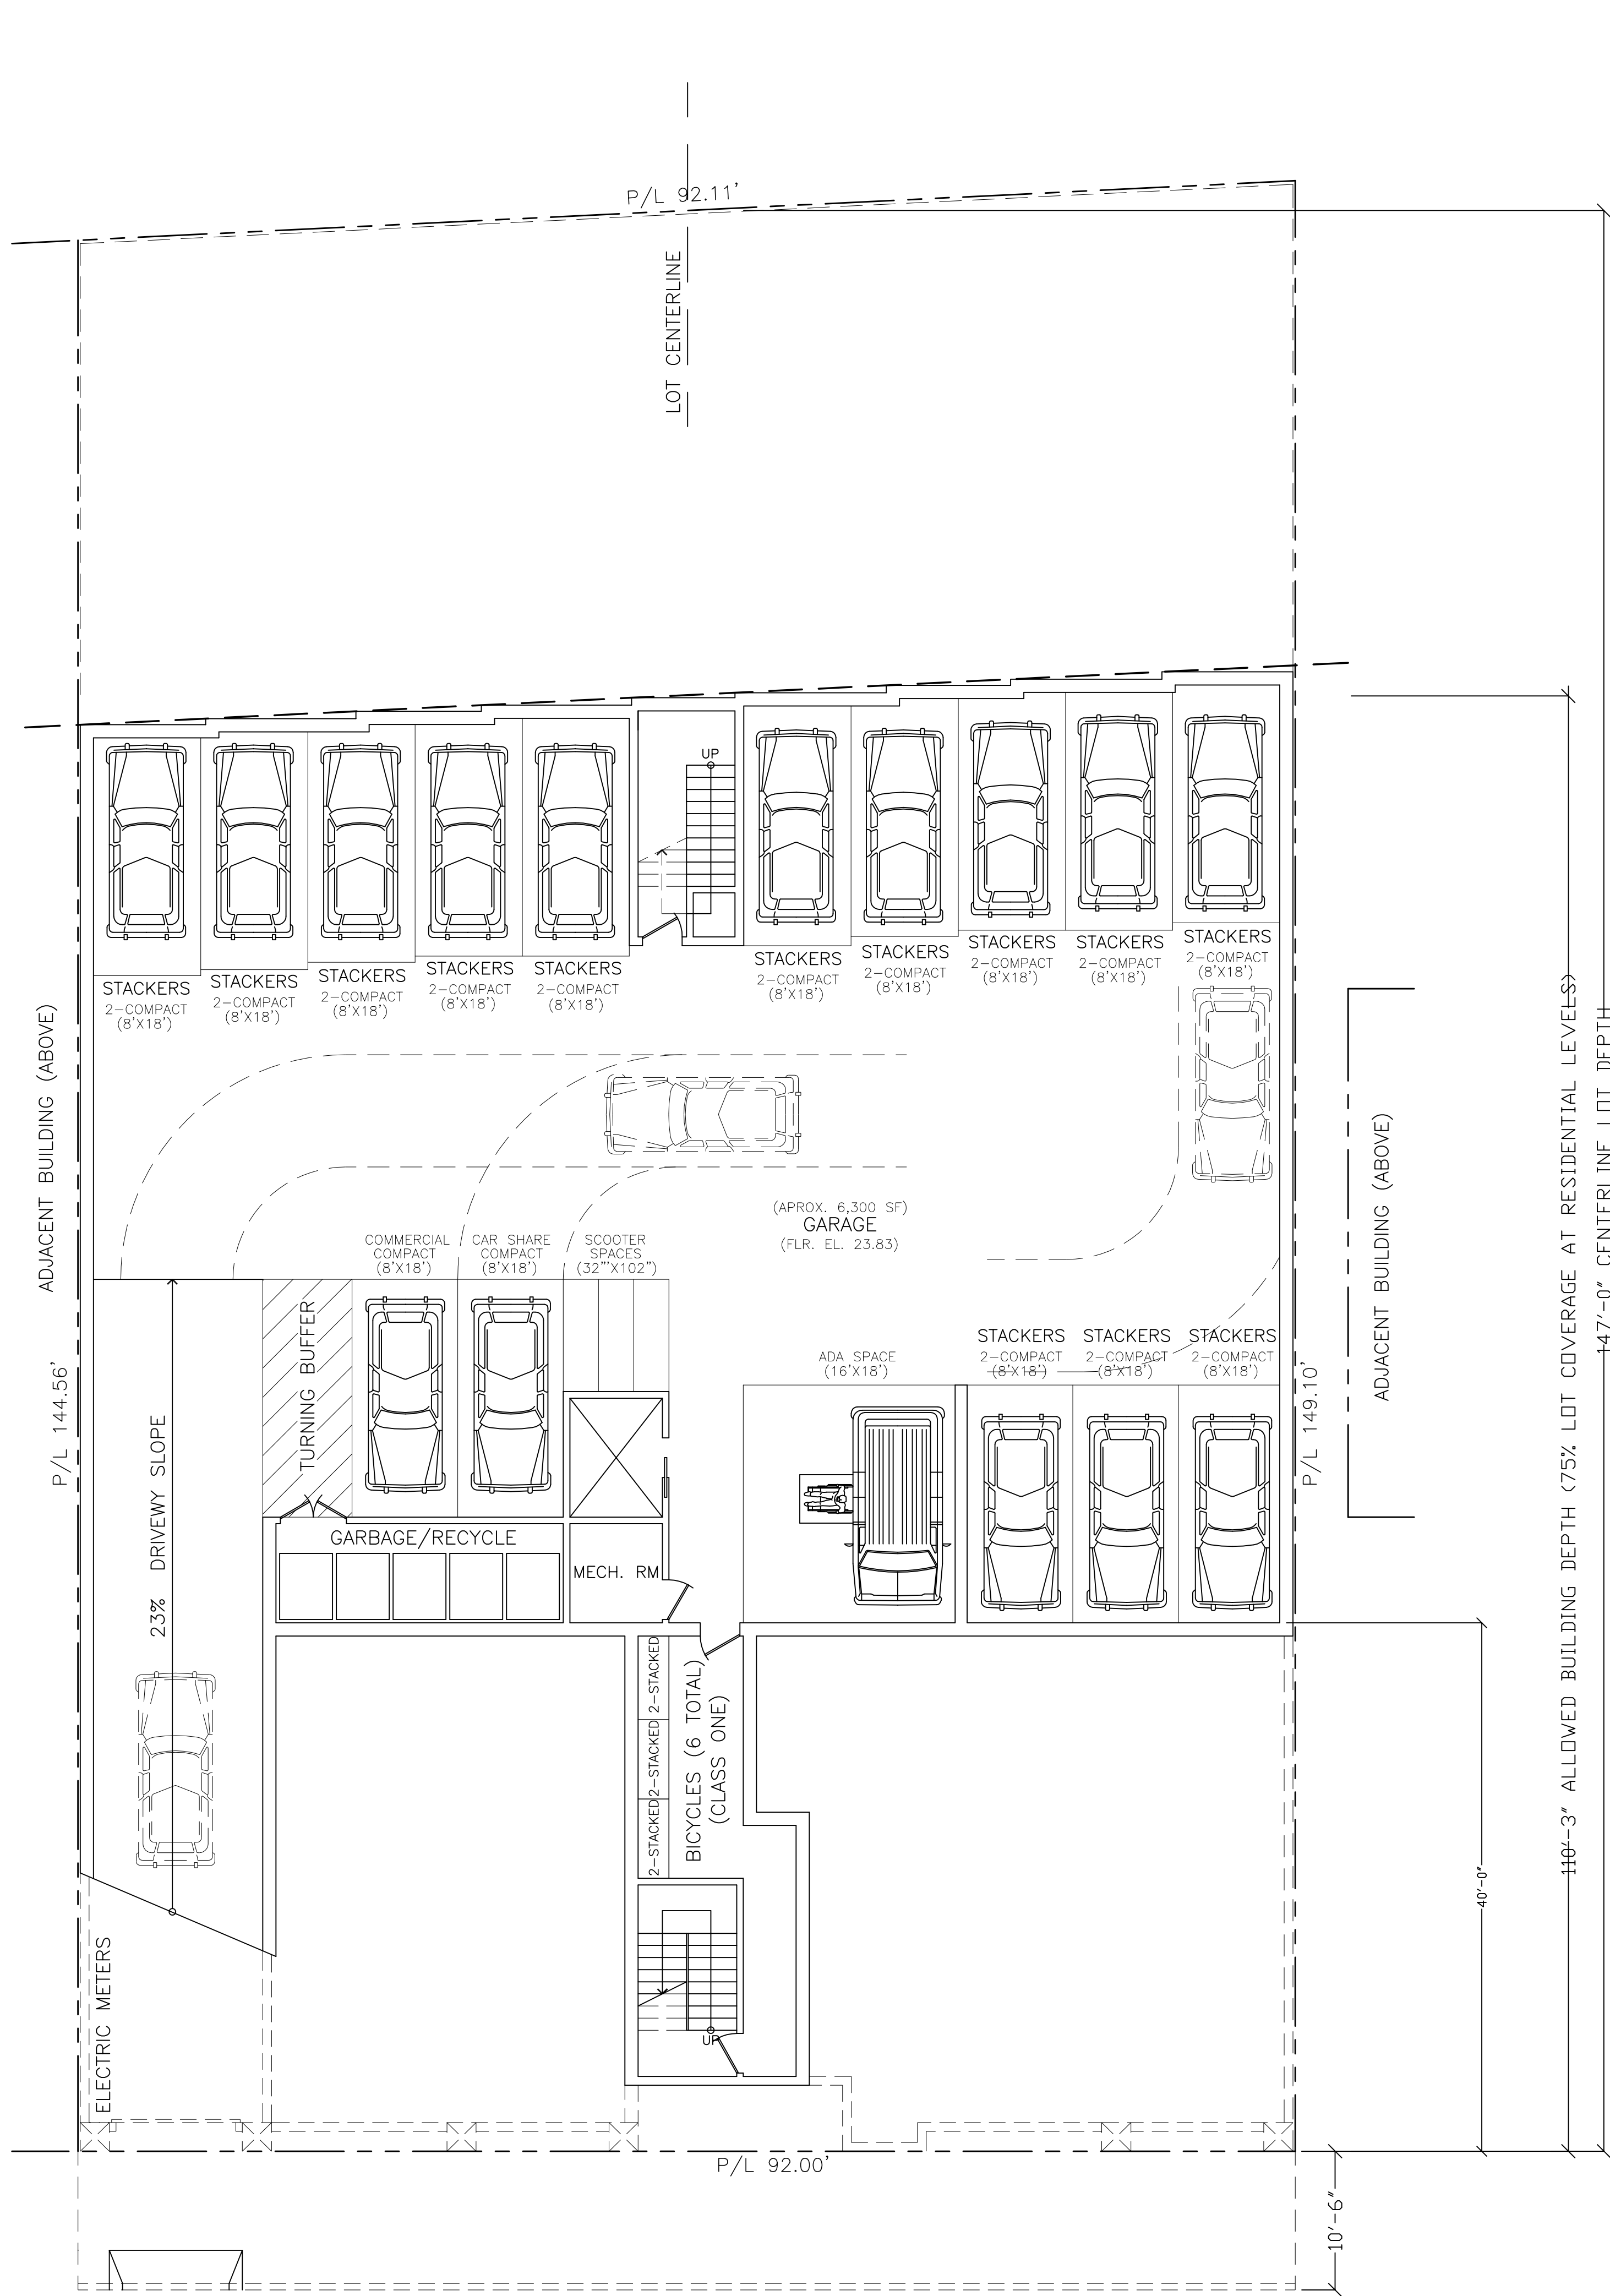 P/L 92.11'
LOT CENTERLINE
UP
STACKERS
2-COMPACT
(8'X18')
STACKERS
2-COMPACT
(8'X18')
STACKERS
2-COMPACT
(8'X18')
STACKERS
2-COMPACT
(8'X18')
STACKERS
2-COMPACT
(8'X18')
STACKERS
2-COMPACT
(8'X18')
STACKERS
2-COMPACT
(8'X18')
STACKERS
2-COMPACT
(8'X18')
STACKERS
2-COMPACT
(8'X18')
STACKERS
2-COMPACT
(8'X18')
ADJACENT BUILDING (ABOVE)
P/L 144.56'
(APROX. 6,300 SF)
GARAGE
(FLR. EL. 23.83)
COMMERCIAL
COMPACT
(8'X18')
CAR SHARE
COMPACT
(8'X18')
SCOOTER
SPACES
(32"'X102")
TURNING BUFFER
23% DRIVEWY SLOPE
ADA SPACE
(16'X18')
STACKERS
2-COMPACT
(8'X18')
STACKERS
2-COMPACT
(8'X18')
STACKERS
2-COMPACT
(8'X18')
P/L 149.10'
ADJACENT BUILDING (ABOVE)
110'-3" ALLOWED BUILDING DEPTH (75% LOT COVERAGE AT RESIDENTIAL LEVELS)
147'-0" CENTERLINE LOT DEPTH
GARBAGE/RECYCLE
MECH. RM
2-STACKED
2-STACKED
2-STACKED
BICYCLES (6 TOTAL)
(CLASS ONE)
40'-0"
ELECTRIC METERS
UP
P/L 92.00'
10'-6"